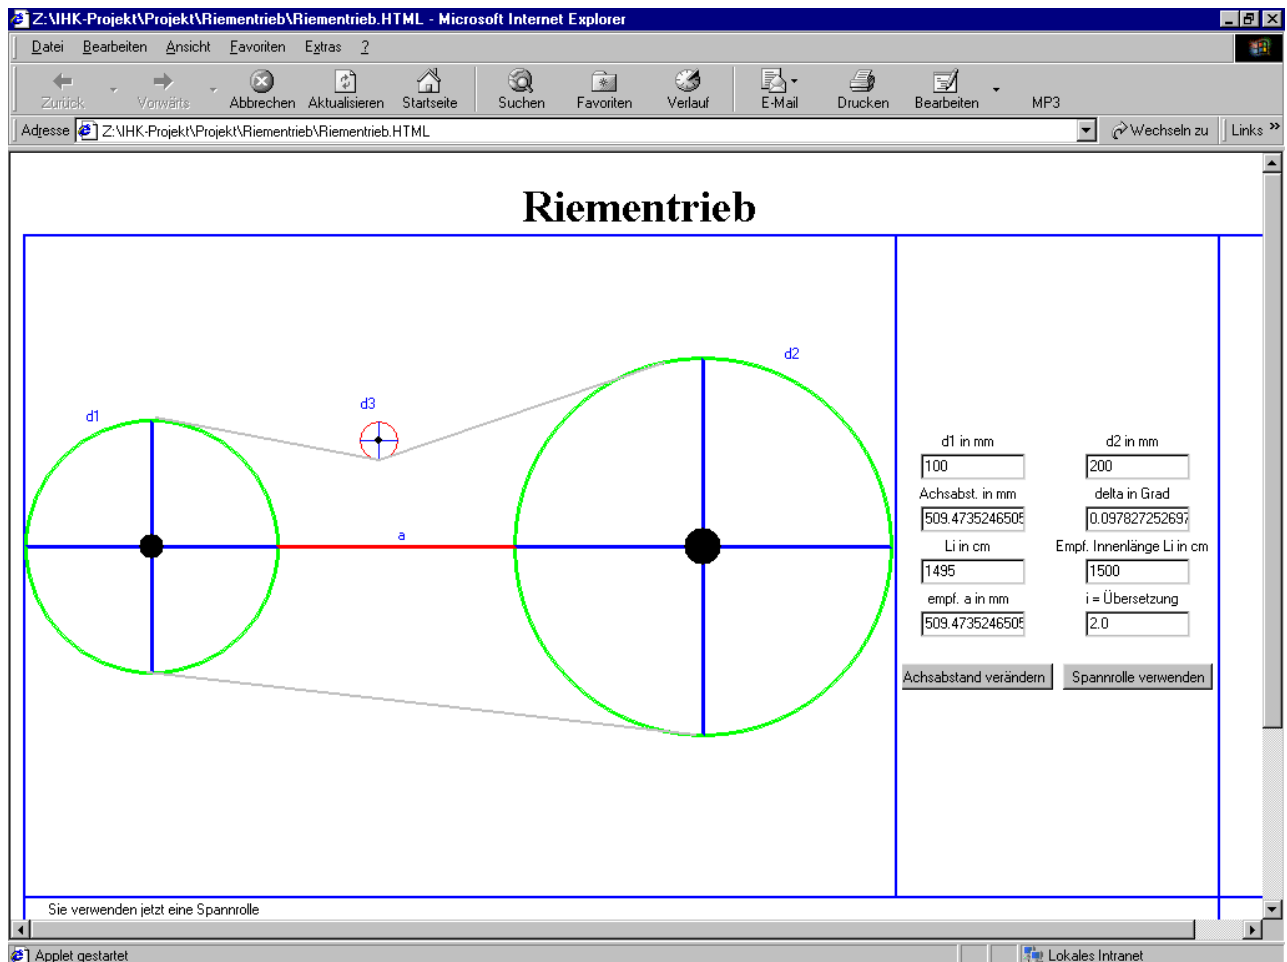 Z:\IHK-Projekt\Projekt\Riementrieb\Riementrieb.HTML - Microsoft Internet Explorer
Datei Bearbeiten Ansicht Favoriten Extras ?
Zurück Vorwärts Abbrechen Aktualisieren Startseite Suchen Favoriten Verlauf E-Mail Drucken Bearbeiten MP3
Adresse Z:\IHK-Projekt\Projekt\Riementrieb\Riementrieb.HTML Wechseln zu Links »
Riementrieb
d2
d3
d1
a
d1 in mm d2 in mm
100 200
Achsabst. in mm delta in Grad
509.4735246505 0.097827252697
Li in cm Empf. Innenlänge Li in cm
1495 1500
empf. a in mm i = Übersetzung
509.4735246505 2.0
Achsabstand verändern Spannrolle verwenden
Sie verwenden jetzt eine Spannrolle
Applet gestartet Lokales Intranet